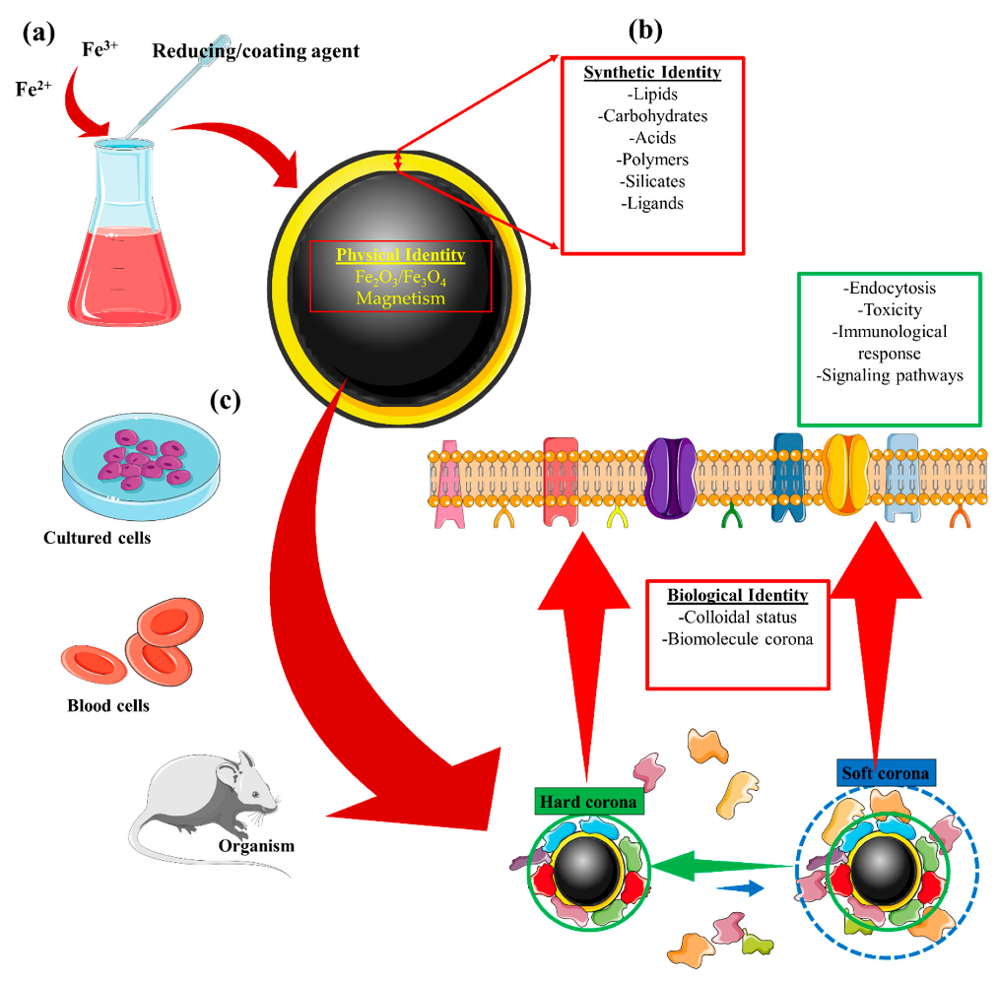 (a)
Fe³⁺
Reducing/coating agent
Fe²⁺
(b)
Synthetic Identity
-Lipids
-Carbohydrates
-Acids
-Polymers
-Silicates
-Ligands
Physical Identity
Fe₂O₃/Fe₃O₄
Magnetism
-Endocytosis
-Toxicity
-Immunological
response
-Signaling pathways
(c)
Cultured cells
Blood cells
Organism
Biological Identity
-Colloidal status
-Biomolecule corona
Hard corona
Soft corona